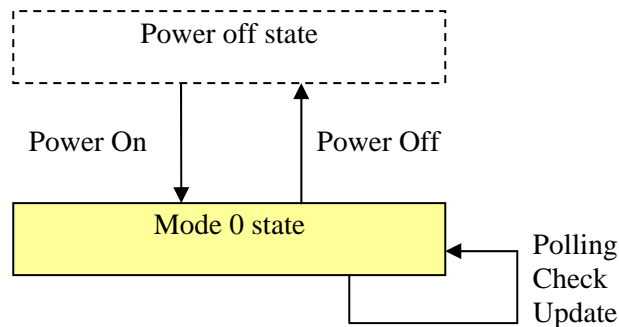 Power off state
Power On
Power Off
Mode 0 state
Polling
Check
Update